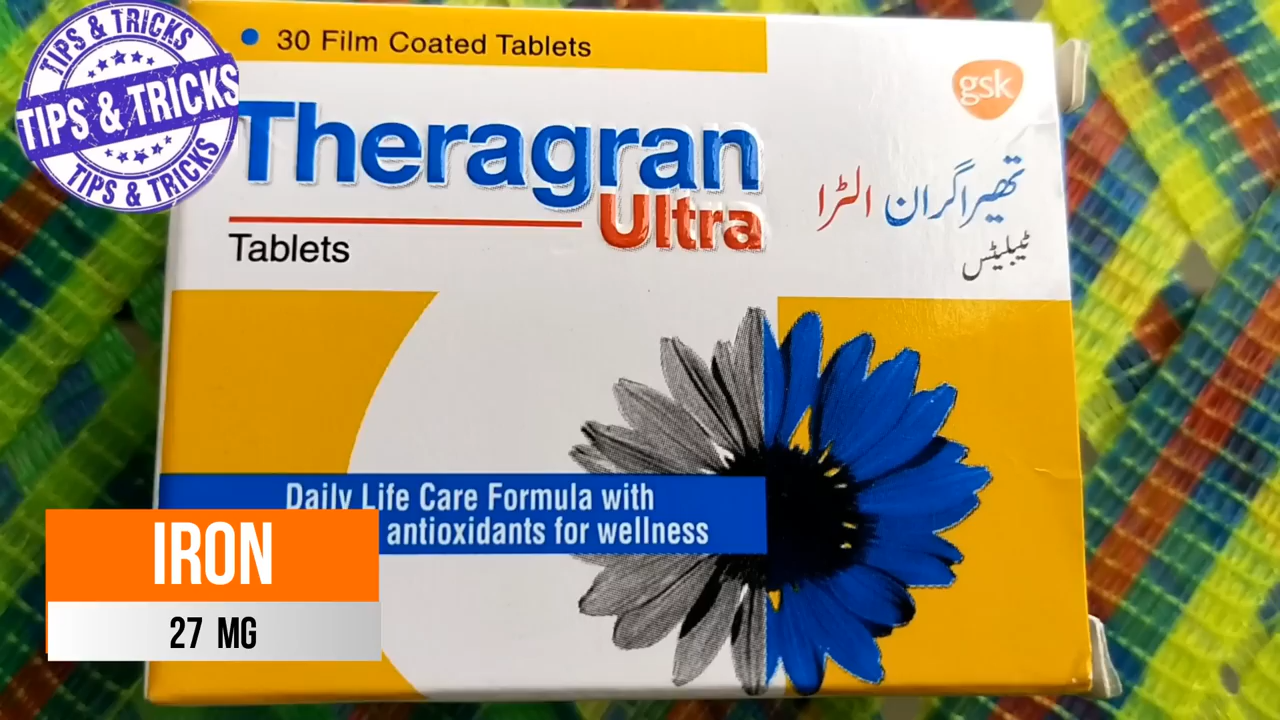 TIPS & TRICKS
TIPS & TRICKS
TIPS & TRICKS
30 Film Coated Tablets
gsk
Theragran
Ultra
Tablets
تھیراگران الٹرا
ٹیبلیٹس
Daily Life Care Formula with
antioxidants for wellness
IRON
27 MG